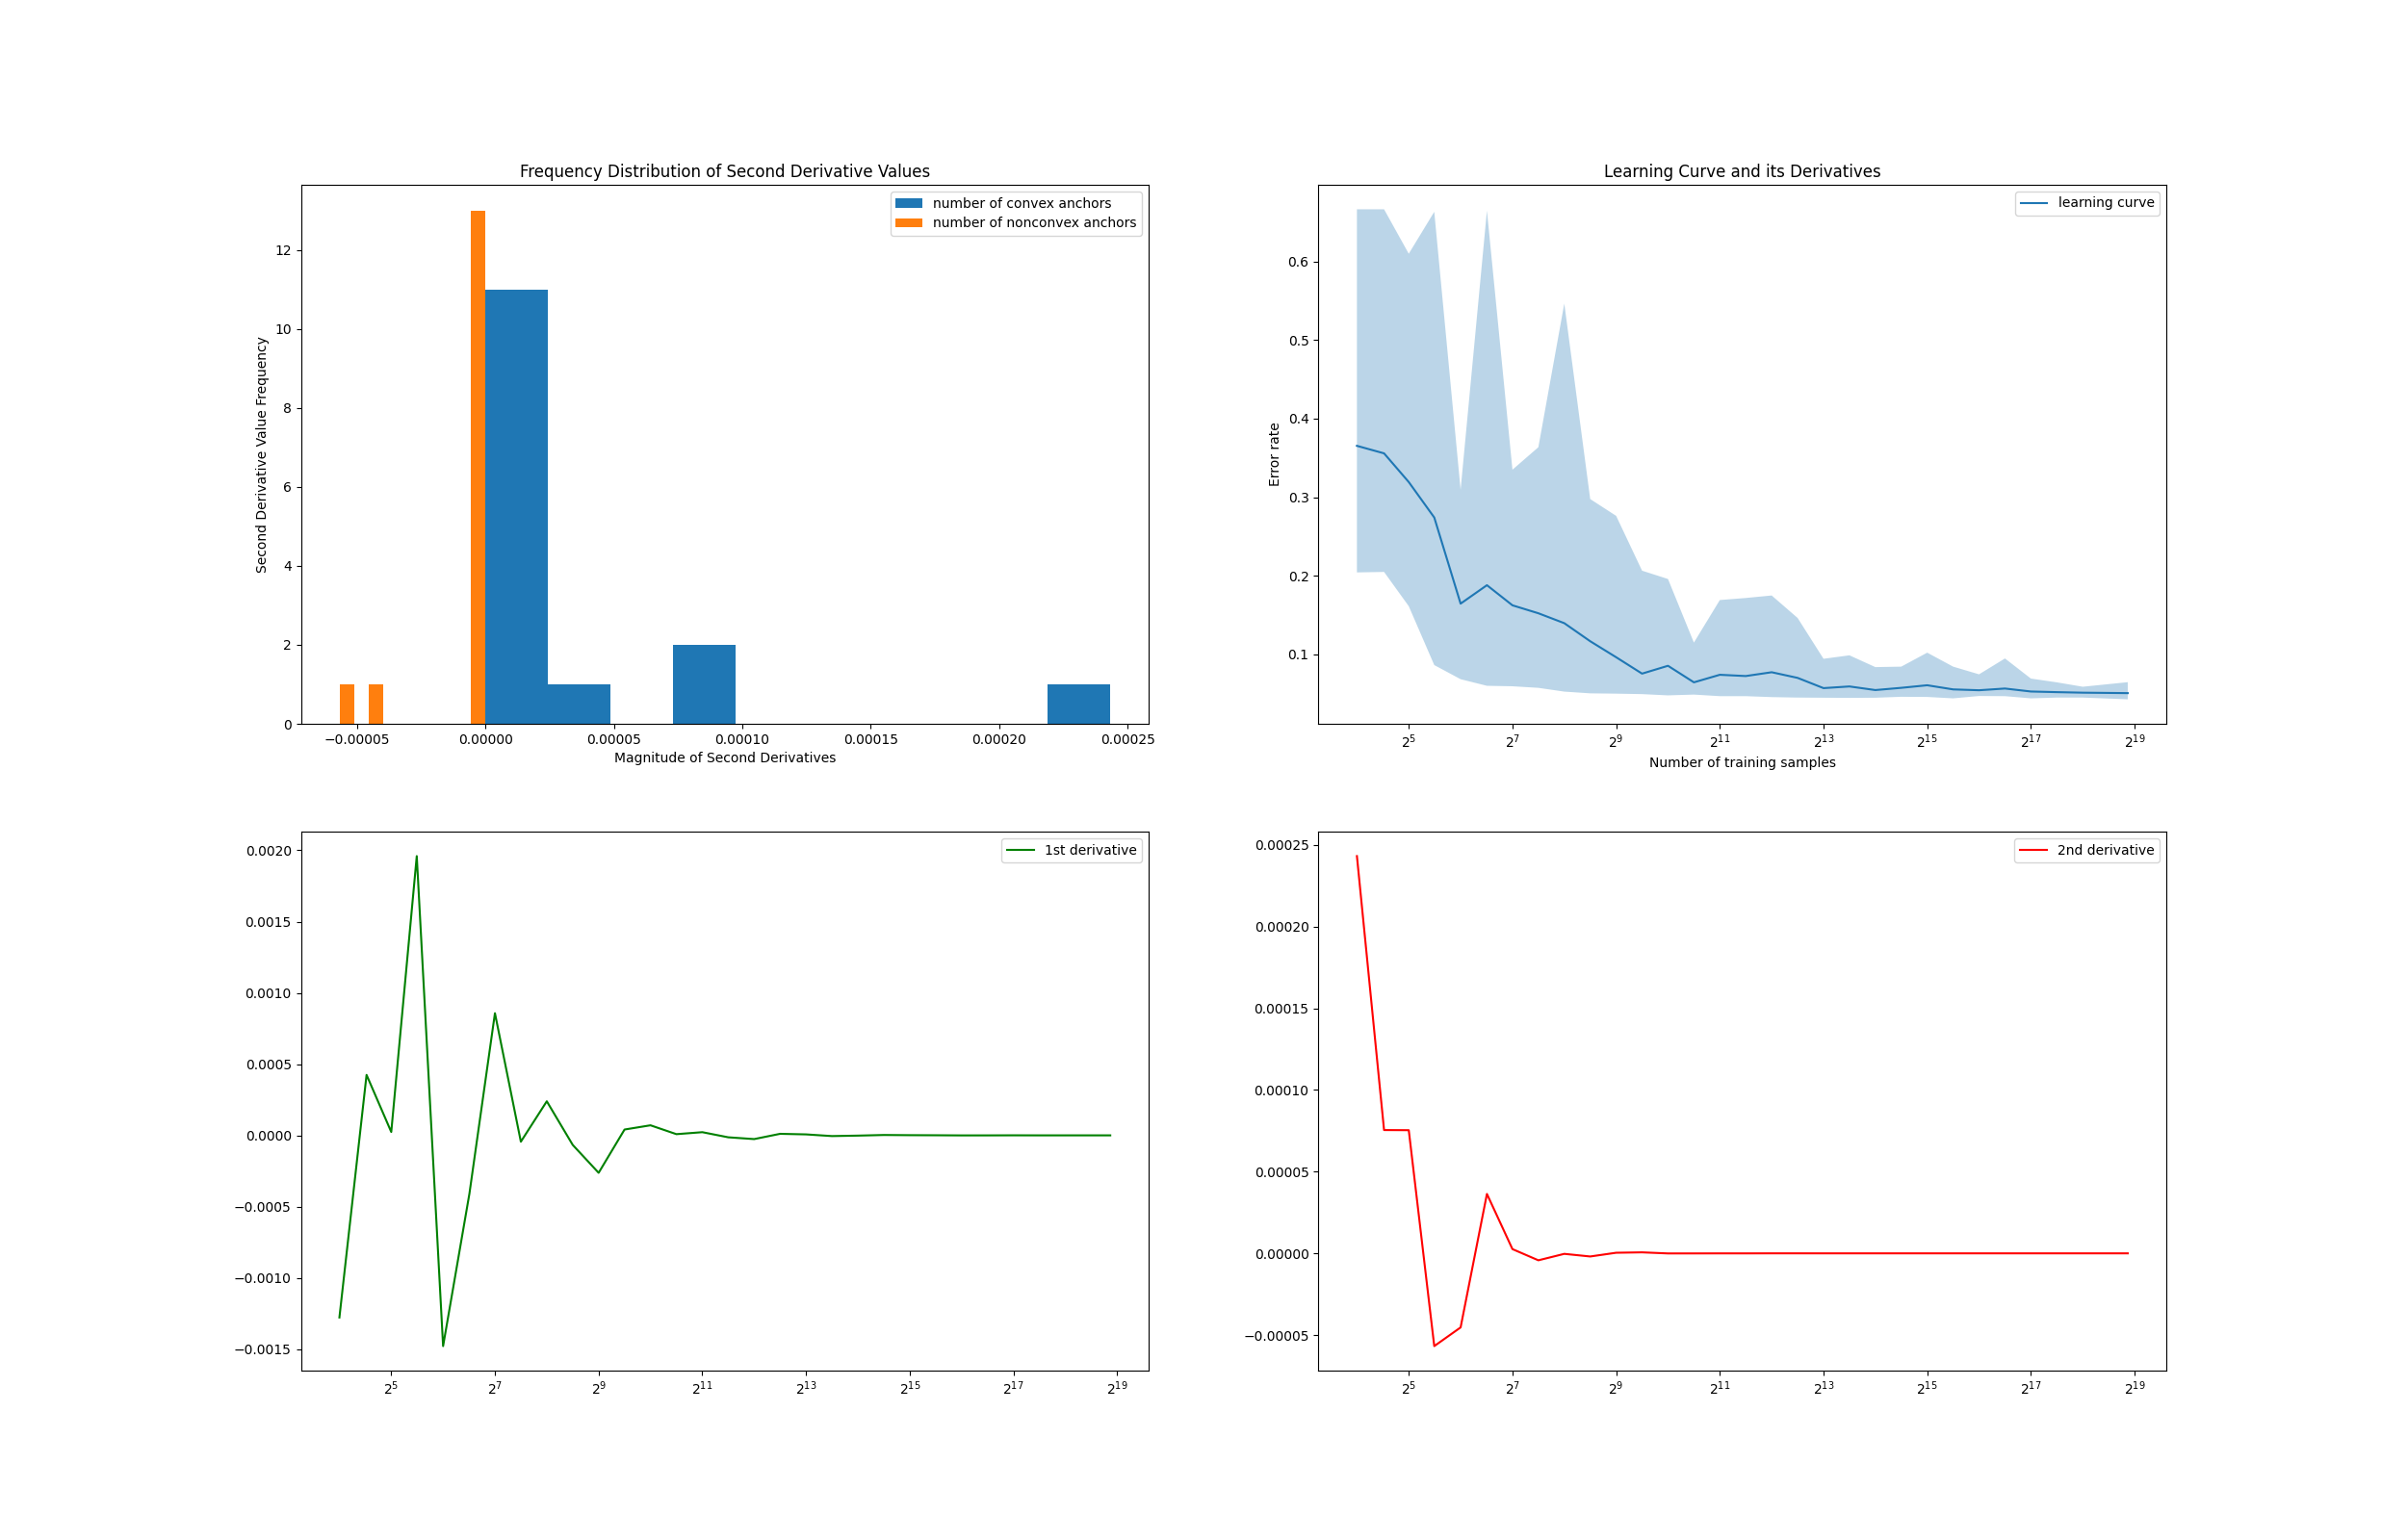 Frequency Distribution of Second Derivative Values
number of convex anchors
number of nonconvex anchors
12
10
8
6
4
2
0
Second Derivative Value Frequency
−0.00005 0.00000 0.00005 0.00010 0.00015 0.00020 0.00025
Magnitude of Second Derivatives
Learning Curve and its Derivatives
learning curve
0.6
0.5
0.4
0.3
0.2
0.1
Error rate
2^5 2^7 2^9 2^11 2^13 2^15 2^17 2^19
Number of training samples
1st derivative
0.0020
0.0015
0.0010
0.0005
0.0000
−0.0005
−0.0010
−0.0015
2^5 2^7 2^9 2^11 2^13 2^15 2^17 2^19
2nd derivative
0.00025
0.00020
0.00015
0.00010
0.00005
0.00000
−0.00005
2^5 2^7 2^9 2^11 2^13 2^15 2^17 2^19